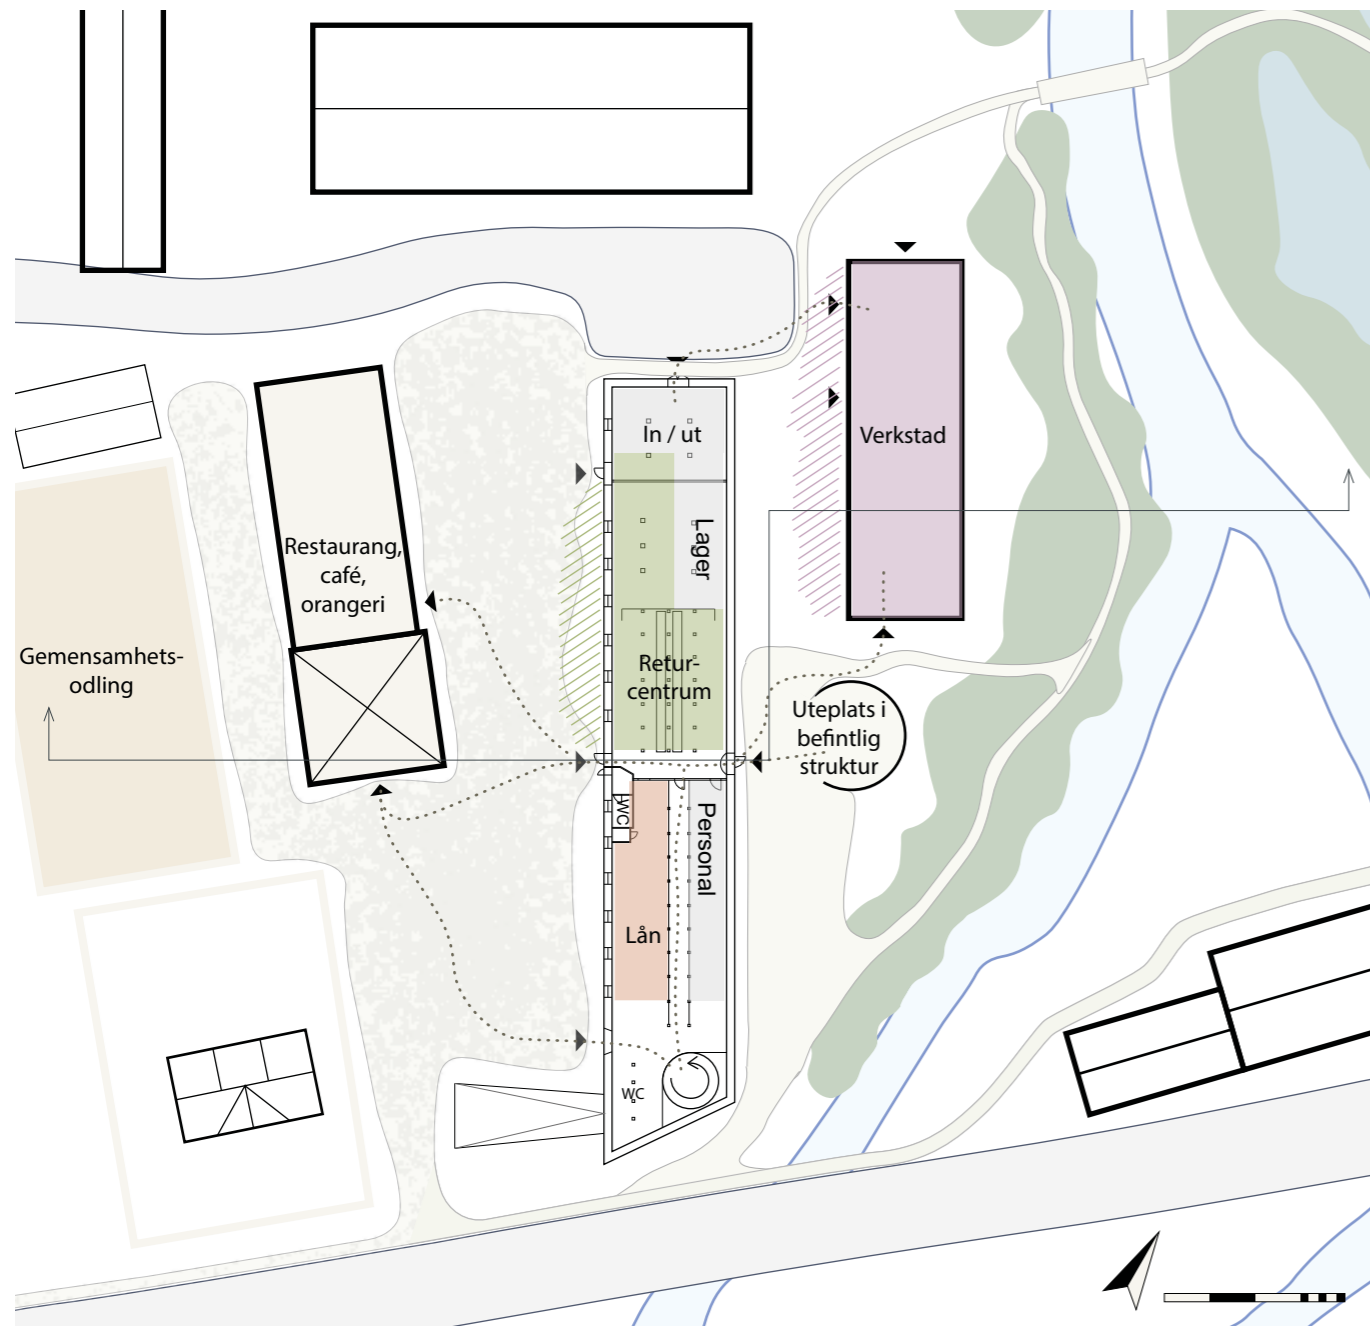 In / ut
Verkstad
Lager
Restaurang,
café,
orangeri
Gemensamhets-
odling
Retur-
centrum
Uteplats i
befintlig
struktur
WC
Personal
Lån
WC